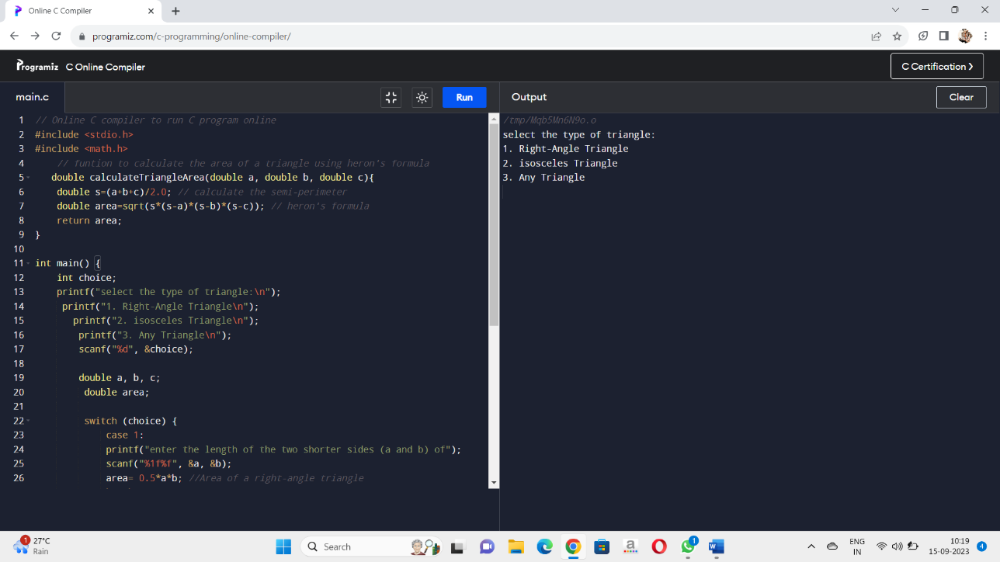 Online C Compiler
programiz.com/c-programming/online-compiler/
Programiz C Online Compiler
C Certification
main.c
Run
Output
Clear
1 // Online C compiler to run C program online
2 #include <stdio.h>
3 #include <math.h>
4 // funtion to calculate the area of a triangle using heron's formula
5 double calculateTriangleArea(double a, double b, double c){
6 double s=(a+b+c)/2.0; // calculate the semi-perimeter
7 double area=sqrt(s*(s-a)*(s-b)*(s-c)); // heron's formula
8 return area;
9 }
10
11 int main() {
12 int choice;
13 printf("select the type of triangle:\n");
14 printf("1. Right-Angle Triangle\n");
15 printf("2. isosceles Triangle\n");
16 printf("3. Any Triangle\n");
17 scanf("%d", &choice);
18
19 double a, b, c;
20 double area;
21
22 switch (choice) {
23 case 1:
24 printf("enter the length of the two shorter sides (a and b) of");
25 scanf("%1f%f", &a, &b);
26 area= 0.5*a*b; //Area of a right-angle triangle
/tmp/Mqb5Mn6N9o.o
select the type of triangle:
1. Right-Angle Triangle
2. isosceles Triangle
3. Any Triangle
1
27°C
Rain
Search
a
1
W
ENG
IN
10:19
15-09-2023
4